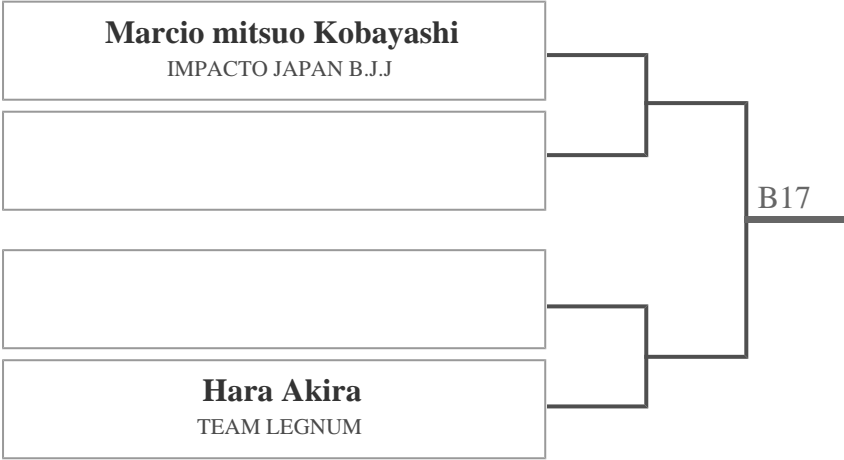 Marcio mitsuo Kobayashi
IMPACTO JAPAN B.J.J
B17
Hara Akira
TEAM LEGNUM